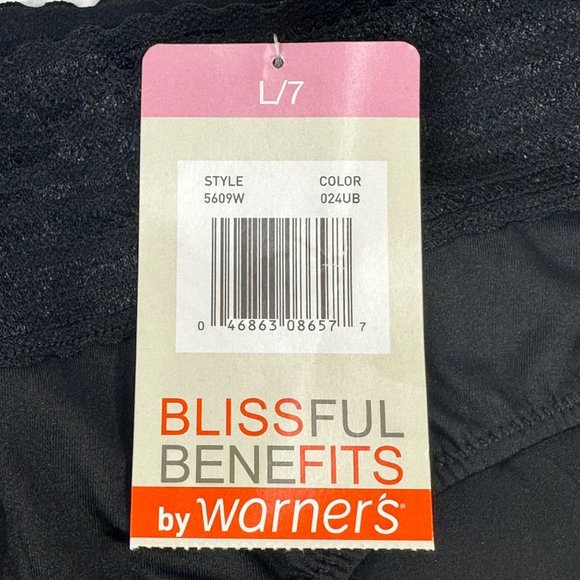 L/7
STYLE COLOR
5609W 024UB
0 46863 08657 7
BLISSFUL
BENEFITS
by warner's